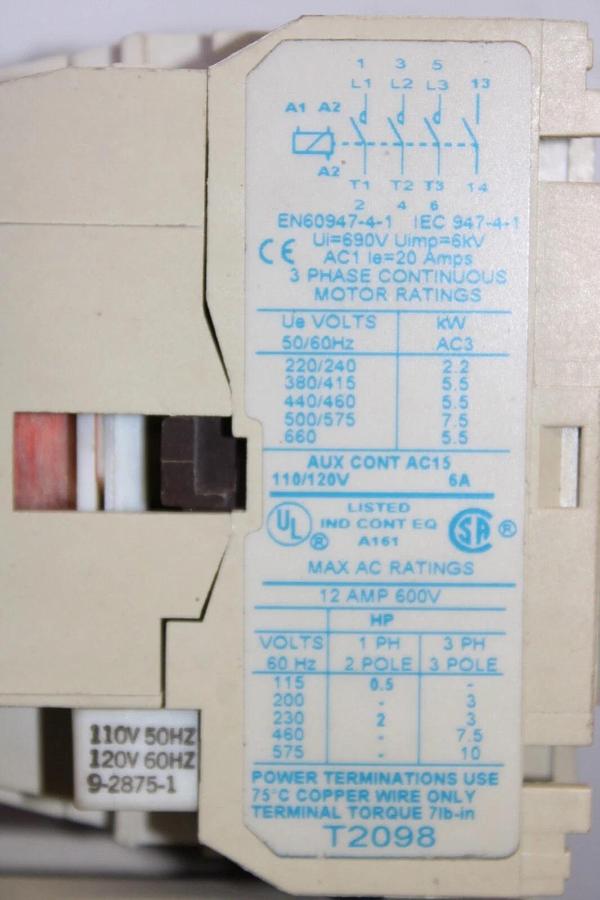 1 3 5
L1 L2 L3 13
A1 A2
A2
T1 T2 T3 14
2 4 6
EN60947-4-1 IEC 947-4-1
CE Ui=690V Uimp=6kV
AC1 Ie=20 Amps
3 PHASE CONTINUOUS
MOTOR RATINGS
Ue VOLTS kW
50/60Hz AC3
220/240 2.2
380/415 5.5
440/460 5.5
500/575 7.5
660 5.5
AUX CONT AC15
110/120V 6A
UL ® LISTED
IND CONT EQ
A161
SA ®
MAX AC RATINGS
12 AMP 600V
HP
VOLTS 1 PH 3 PH
60 Hz 2 POLE 3 POLE
115 0.5 -
200 - 3
230 2 3
460 - 7.5
575 - 10
POWER TERMINATIONS USE
75°C COPPER WIRE ONLY
TERMINAL TORQUE 7lb-in
T2098
110V 50HZ
120V 60HZ
9-2875-1